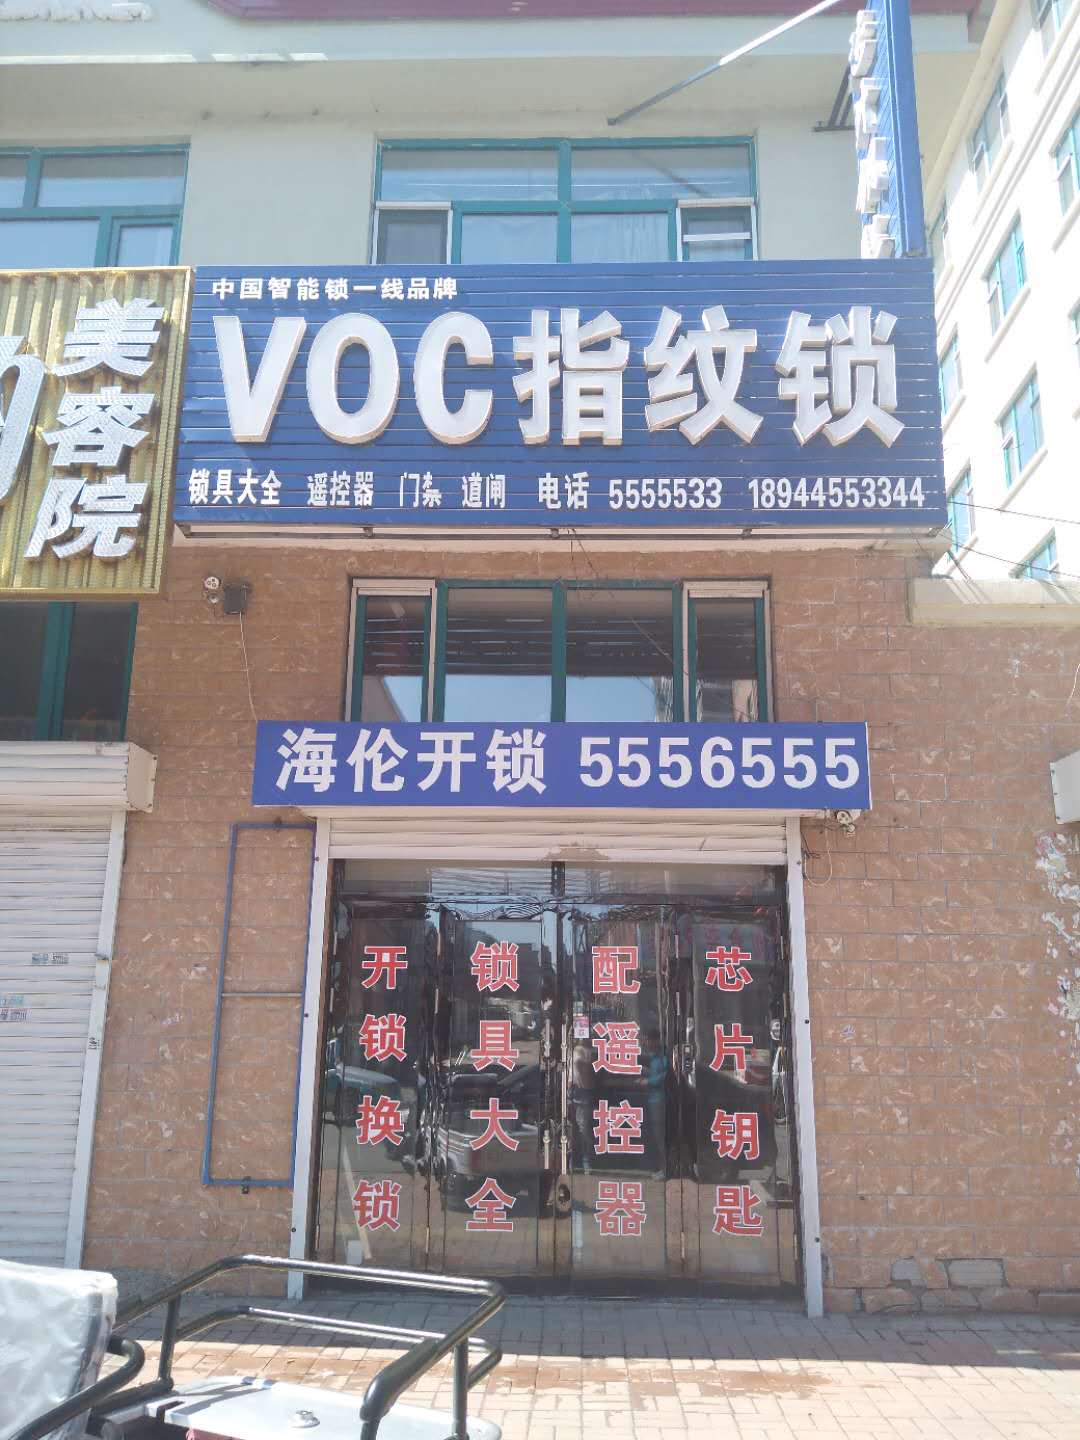 中国智能锁一线品牌
VOC指纹锁
锁具大全 遥控器 门禁 道闸 电话 5555533 18944553344
美容院
海伦开锁 5556555
开锁换锁
锁具大全
配遥控器
芯片钥匙